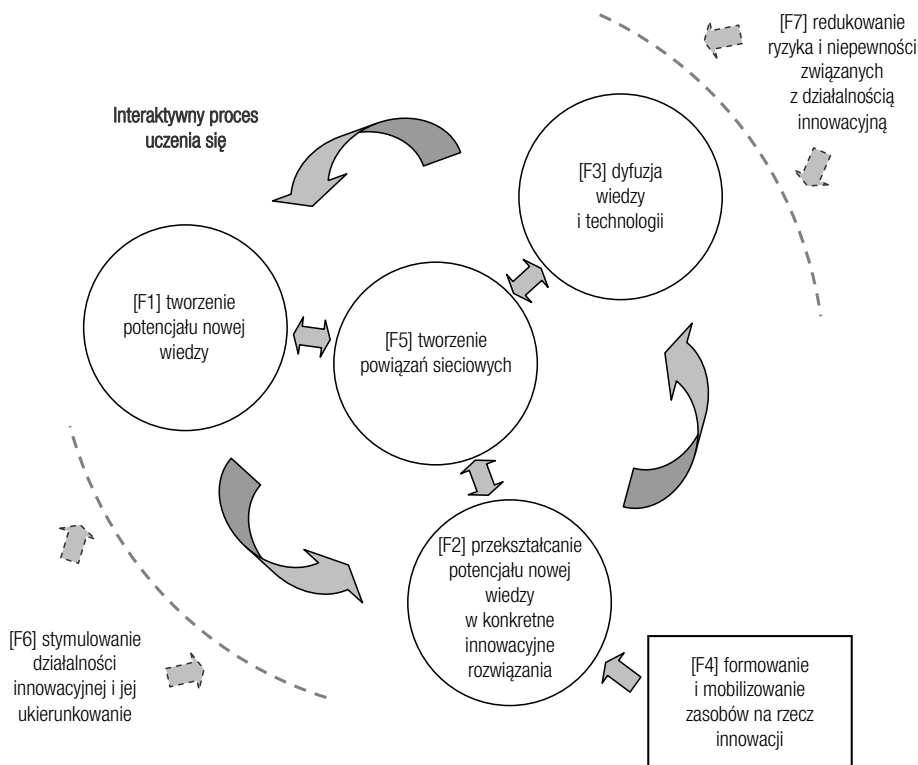 [F7] redukowanie
ryzyka i niepewności
związanych
z działalnością
innowacyjną
Interaktywny proces
uczenia się
[F3] dyfuzja
wiedzy
i technologii
[F1] tworzenie
potencjału nowej
wiedzy
[F5] tworzenie
powiązań sieciowych
[F2] przekształcanie
potencjału nowej
wiedzy
w konkretne
innowacyjne
rozwiązania
[F6] stymulowanie
działalności
innowacyjnej i jej
ukierunkowanie
[F4] formowanie
i mobilizowanie
zasobów na rzecz
innowacji